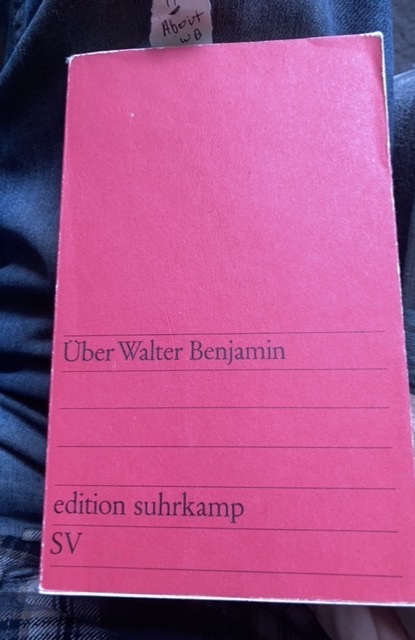 About
WB
Über Walter Benjamin
edition suhrkamp
SV